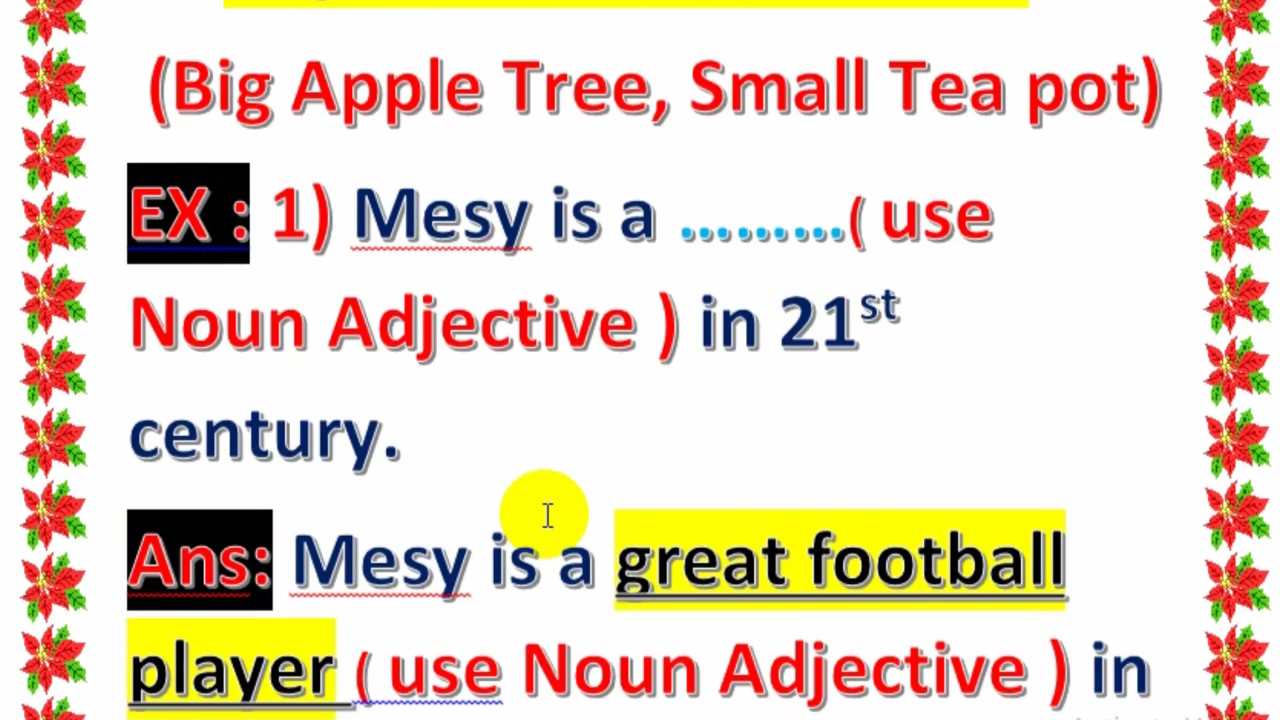 (Big Apple Tree, Small Tea pot)
EX : 1) Mesy is a .........( use
Noun Adjective ) in 21st
century.
Ans: Mesy is a great football
player ( use Noun Adjective ) in